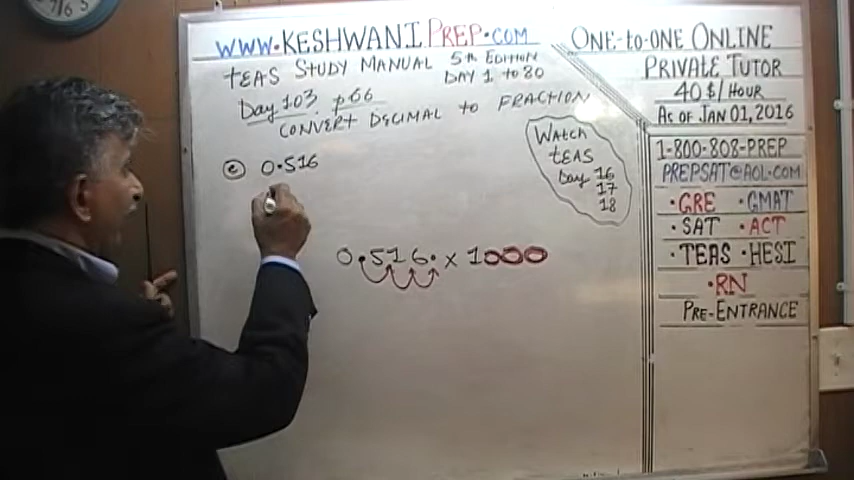 WWW.KESHWANIPREP.COM
TEAS STUDY MANUAL 5th EDITION
DAY 1 to 80
Day 103, p66
CONVERT DECIMAL to FRACTION
c 0.516
0.516. x 1000
WATCH
TEAS
Day 16
17
18
ONE-to-ONE ONLINE
PRIVATE TUTOR
40$/HOUR
AS OF JAN 01, 2016
1-800-808-PREP
PREPSAT@AOL.COM
•GRE •GMAT
•SAT •ACT
•TEAS •HESI
•RN
PRE-ENTRANCE